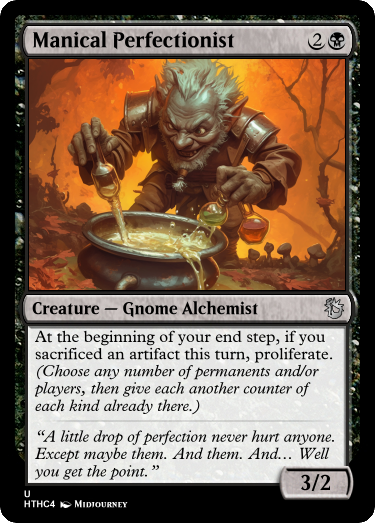 Manical Perfectionist 2
Creature — Gnome Alchemist
At the beginning of your end step, if you
sacrificed an artifact this turn, proliferate.
(Choose any number of permanents and/or
players, then give each another counter of
each kind already there.)
“A little drop of perfection never hurt anyone.
Except maybe them. And them. And… Well
you get the point.”
3/2
U
HTHC4 Midjourney